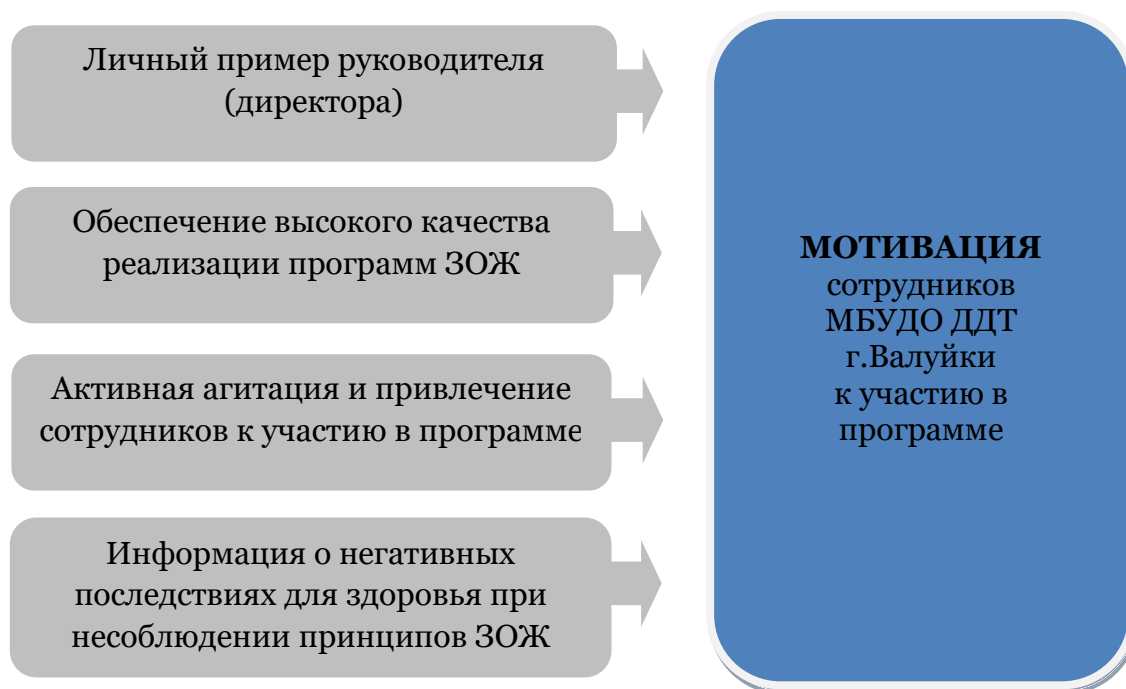 Личный пример руководителя
(директора)
Обеспечение высокого качества
реализации программ ЗОЖ
Активная агитация и привлечение
сотрудников к участию в программе
Информация о негативных
последствиях для здоровья при
несоблюдении принципов ЗОЖ
МОТИВАЦИЯ
сотрудников
МБУДО ДДТ
г.Валуйки
к участию в
программе